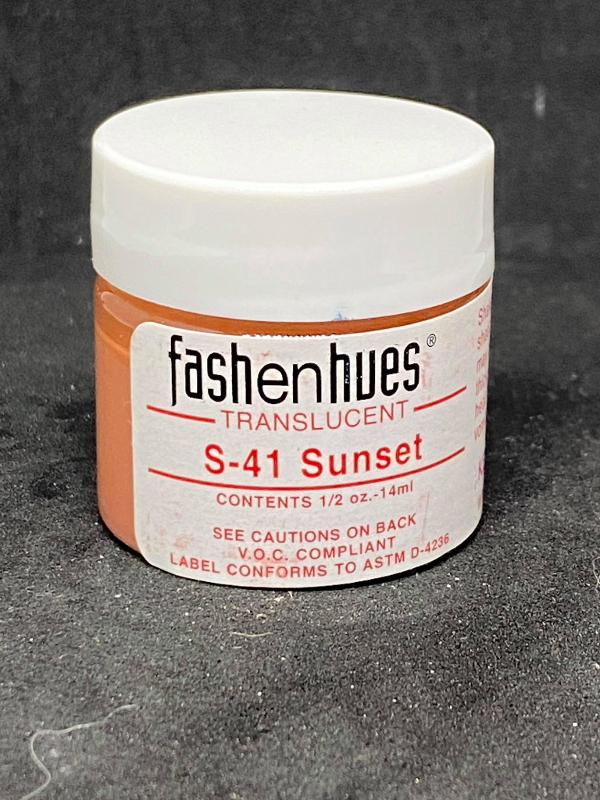 fashenhues®
TRANSLUCENT
S-41 Sunset
CONTENTS 1/2 oz.-14ml
SEE CAUTIONS ON BACK
V.O.C. COMPLIANT
LABEL CONFORMS TO ASTM D-4236